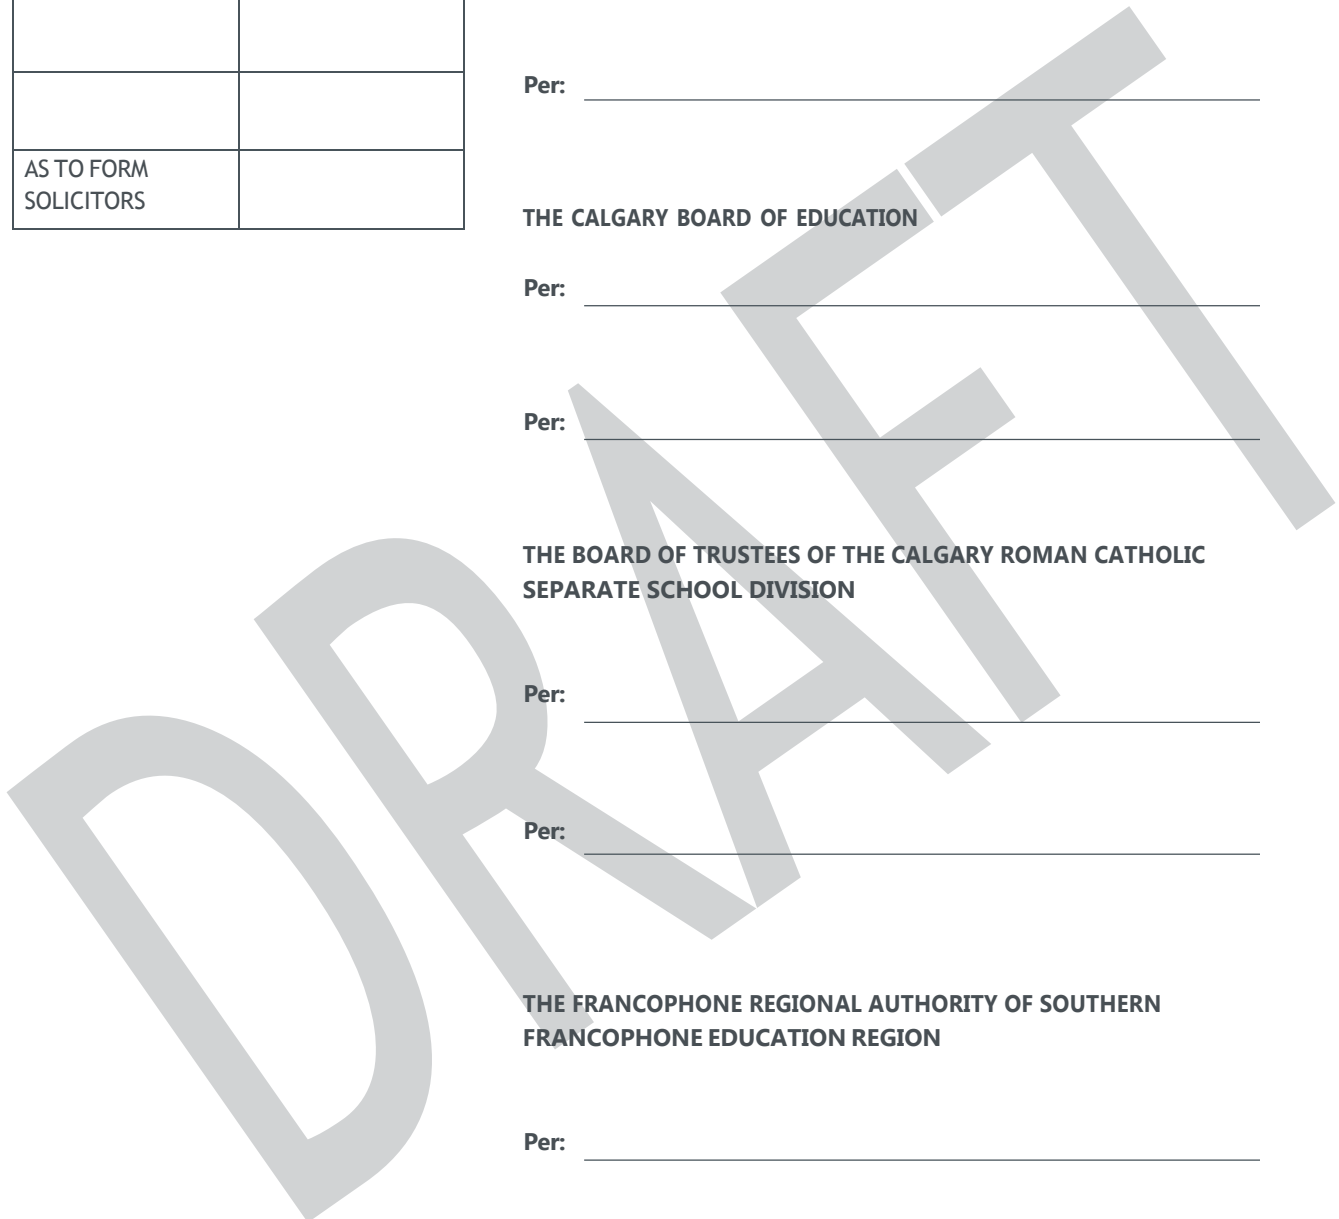 AS TO FORM
SOLICITORS
Per:
THE CALGARY BOARD OF EDUCATION
Per:
Per:
THE BOARD OF TRUSTEES OF THE CALGARY ROMAN CATHOLIC
SEPARATE SCHOOL DIVISION
Per:
Per:
THE FRANCOPHONE REGIONAL AUTHORITY OF SOUTHERN
FRANCOPHONE EDUCATION REGION
Per:
DRAFT